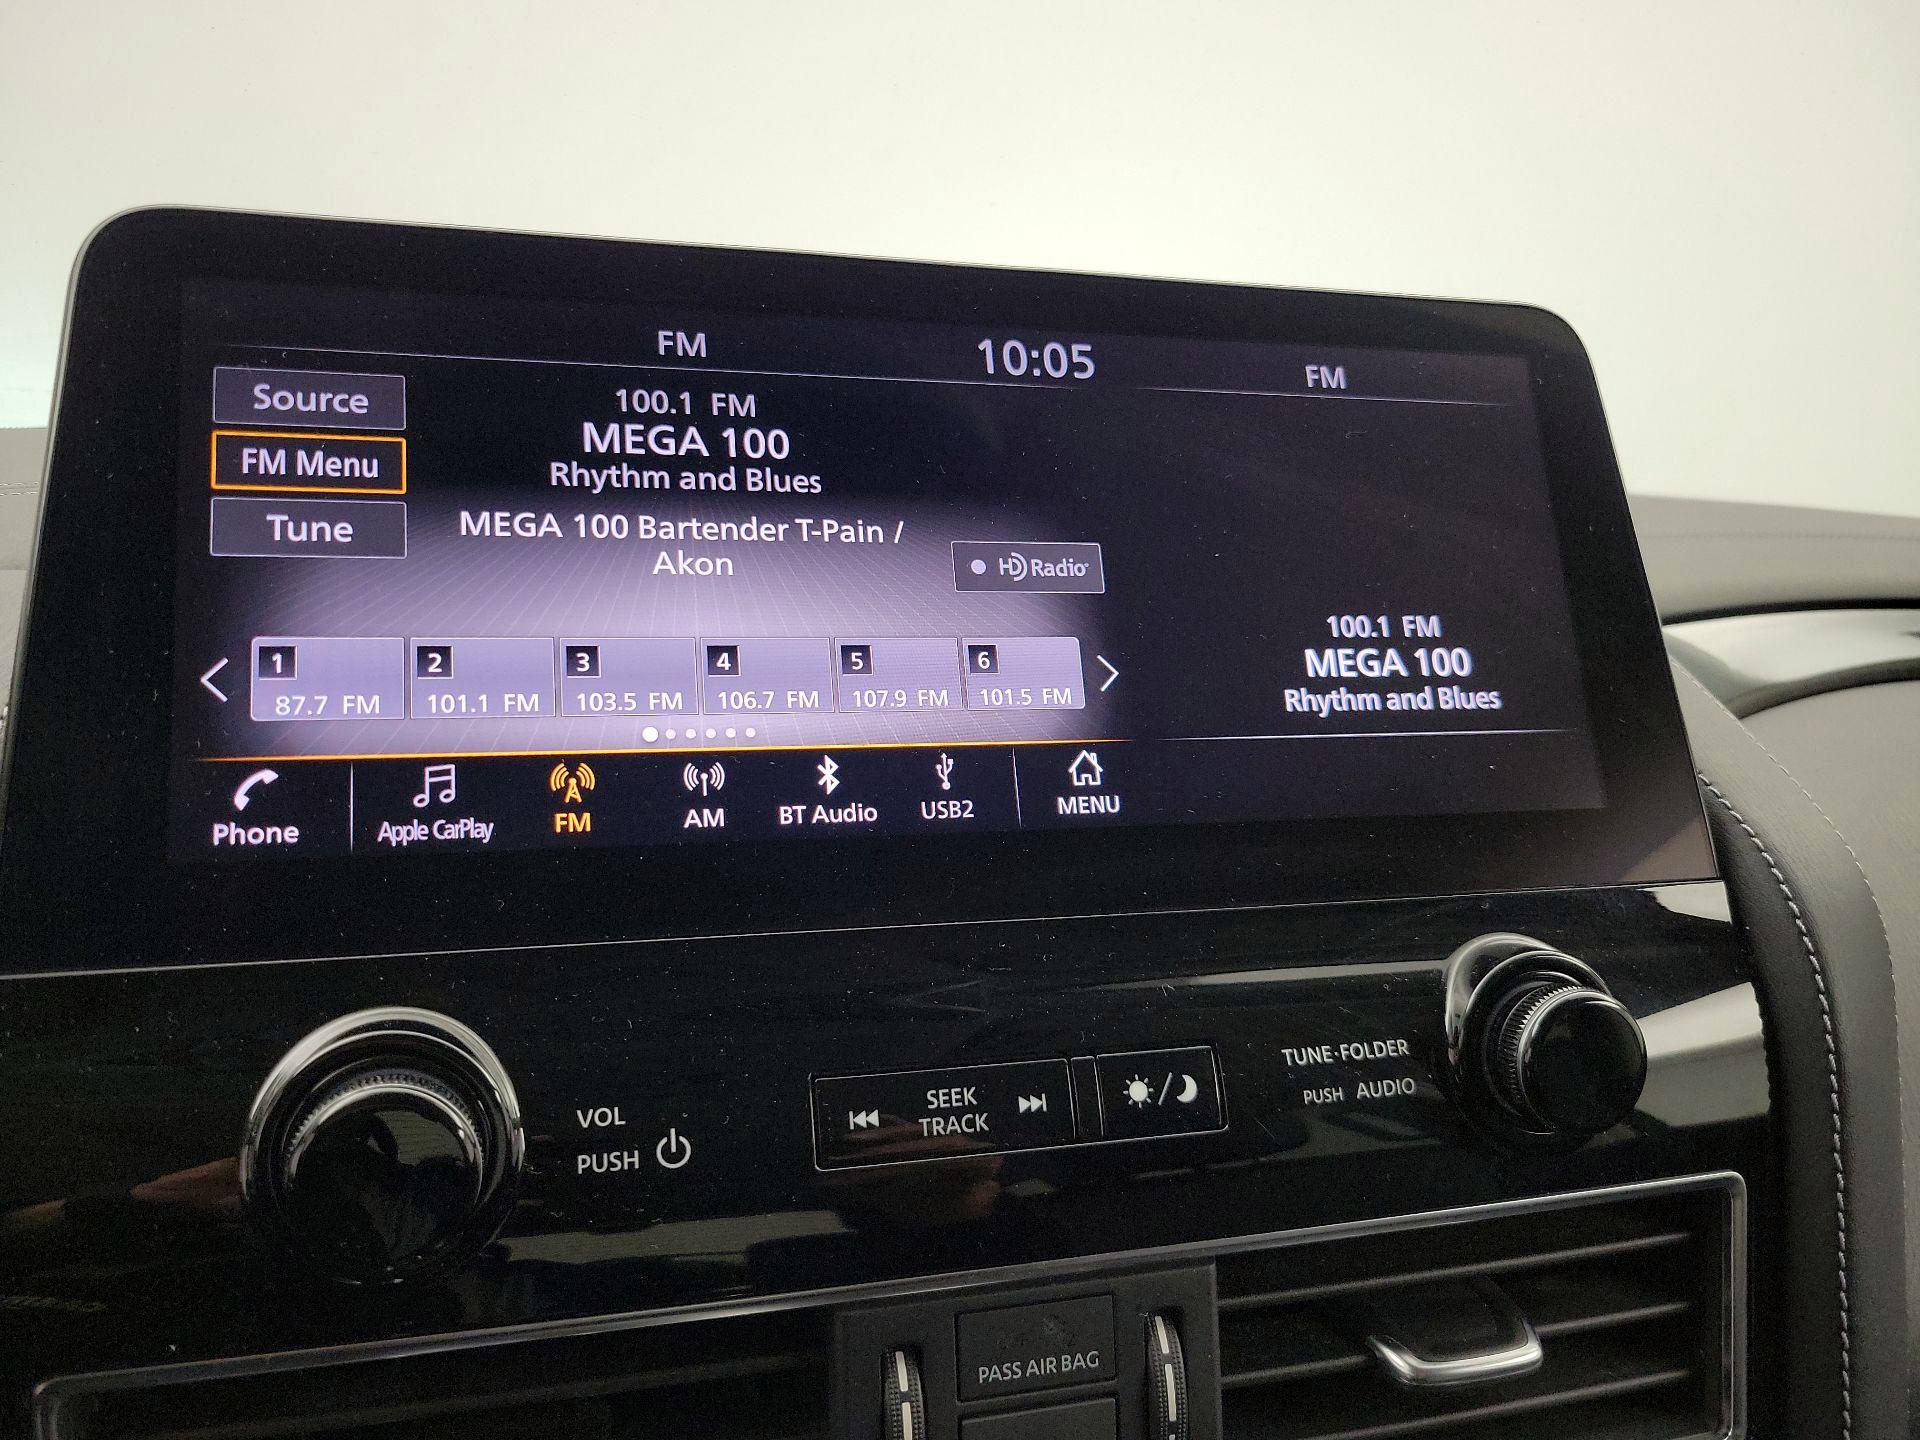 FM
10:05
FM
Source
FM Menu
Tune
100.1 FM
MEGA 100
Rhythm and Blues
MEGA 100 Bartender T-Pain /
Akon
HD Radio
1
87.7 FM
2
101.1 FM
3
103.5 FM
4
106.7 FM
5
107.9 FM
6
101.5 FM
100.1 FM
MEGA 100
Rhythm and Blues
Phone
Apple CarPlay
FM
AM
BT Audio
USB2
MENU
VOL
PUSH
SEEK
TRACK
TUNE·FOLDER
PUSH AUDIO
PASS AIR BAG